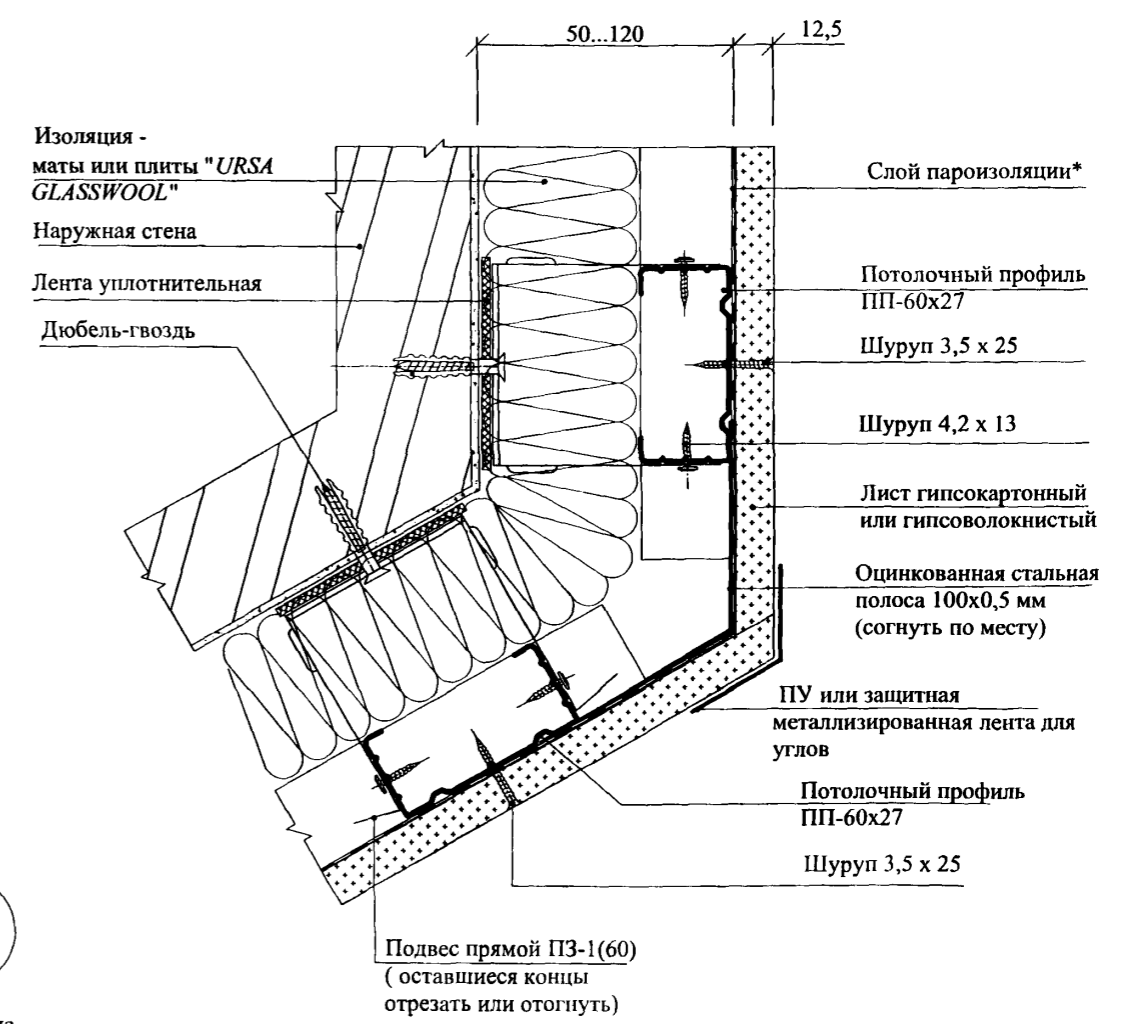 50...120
12,5
Изоляция -
маты или плиты "URSA
GLASSWOOL"
Наружная стена
Лента уплотнительная
Дюбель-гвоздь
Слой пароизоляции*
Потолочный профиль
ПП-60х27
Шуруп 3,5 х 25
Шуруп 4,2 х 13
Лист гипсокартонный
или гипсоволокнистый
Оцинкованная стальная
полоса 100х0,5 мм
(согнуть по месту)
ПУ или защитная
металлизированная лента для
углов
Потолочный профиль
ПП-60х27
Шуруп 3,5 х 25
Подвес прямой ПЗ-1(60)
( оставшиеся концы
отрезать или отогнуть)